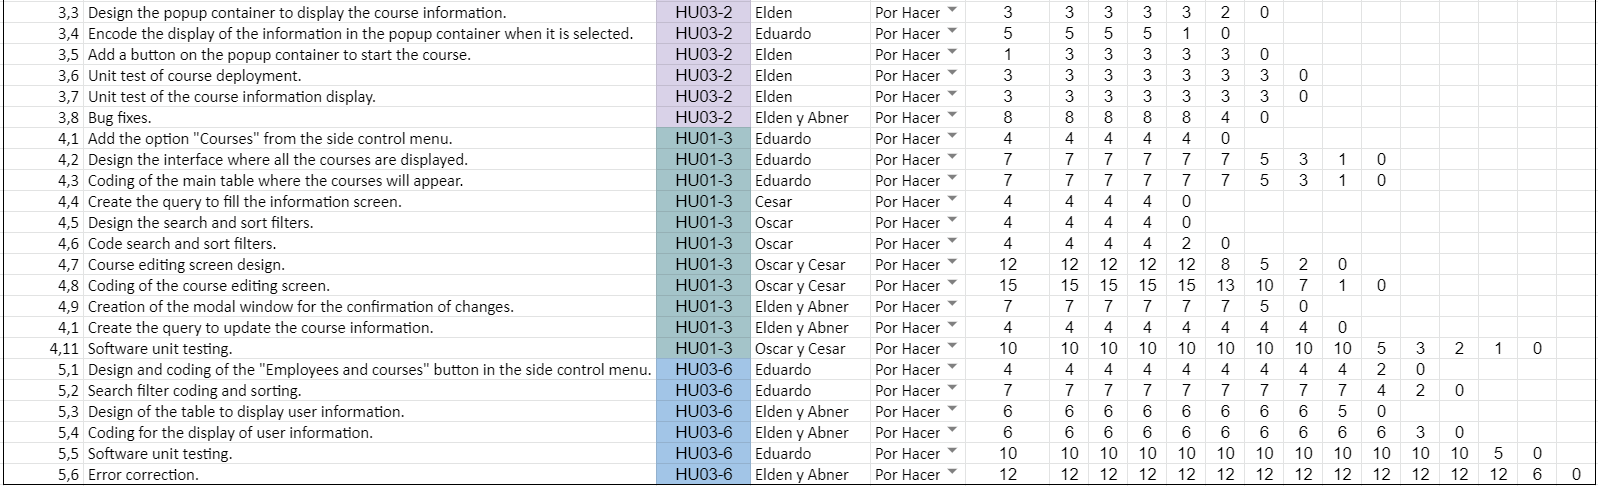 3,3 Design the popup container to display the course information. HU03-2 Elden Por Hacer 3 3 3 3 3 2 0
3,4 Encode the display of the information in the popup container when it is selected. HU03-2 Eduardo Por Hacer 5 5 5 5 1 0
3,5 Add a button on the popup container to start the course. HU03-2 Elden Por Hacer 1 3 3 3 3 3 0
3,6 Unit test of course deployment. HU03-2 Elden Por Hacer 3 3 3 3 3 3 3 0
3,7 Unit test of the course information display. HU03-2 Elden Por Hacer 3 3 3 3 3 3 3 0
3,8 Bug fixes. HU03-2 Elden y Abner Por Hacer 8 8 8 8 8 4 0
4,1 Add the option "Courses" from the side control menu. HU01-3 Eduardo Por Hacer 4 4 4 4 4 0
4,2 Design the interface where all the courses are displayed. HU01-3 Eduardo Por Hacer 7 7 7 7 7 7 5 3 1 0
4,3 Coding of the main table where the courses will appear. HU01-3 Eduardo Por Hacer 7 7 7 7 7 7 5 3 1 0
4,4 Create the query to fill the information screen. HU01-3 Cesar Por Hacer 4 4 4 4 0
4,5 Design the search and sort filters. HU01-3 Oscar Por Hacer 4 4 4 4 0
4,6 Code search and sort filters. HU01-3 Oscar Por Hacer 4 4 4 4 2 0
4,7 Course editing screen design. HU01-3 Oscar y Cesar Por Hacer 12 12 12 12 12 8 5 2 0
4,8 Coding of the course editing screen. HU01-3 Oscar y Cesar Por Hacer 15 15 15 15 15 13 10 7 1 0
4,9 Creation of the modal window for the confirmation of changes. HU01-3 Elden y Abner Por Hacer 7 7 7 7 7 7 5 0
4,1 Create the query to update the course information. HU01-3 Elden y Abner Por Hacer 4 4 4 4 4 4 4 4 0
4,11 Software unit testing. HU01-3 Oscar y Cesar Por Hacer 10 10 10 10 10 10 10 10 10 5 3 2 1 0
5,1 Design and coding of the "Employees and courses" button in the side control menu. HU03-6 Eduardo Por Hacer 4 4 4 4 4 4 4 4 4 2 0
5,2 Search filter coding and sorting. HU03-6 Eduardo Por Hacer 7 7 7 7 7 7 7 7 7 4 2 0
5,3 Design of the table to display user information. HU03-6 Elden y Abner Por Hacer 6 6 6 6 6 6 6 6 5 0
5,4 Coding for the display of user information. HU03-6 Elden y Abner Por Hacer 6 6 6 6 6 6 6 6 6 6 3 0
5,5 Software unit testing. HU03-6 Eduardo Por Hacer 10 10 10 10 10 10 10 10 10 10 10 10 5 0
5,6 Error correction. HU03-6 Elden y Abner Por Hacer 12 12 12 12 12 12 12 12 12 12 12 12 12 6 0